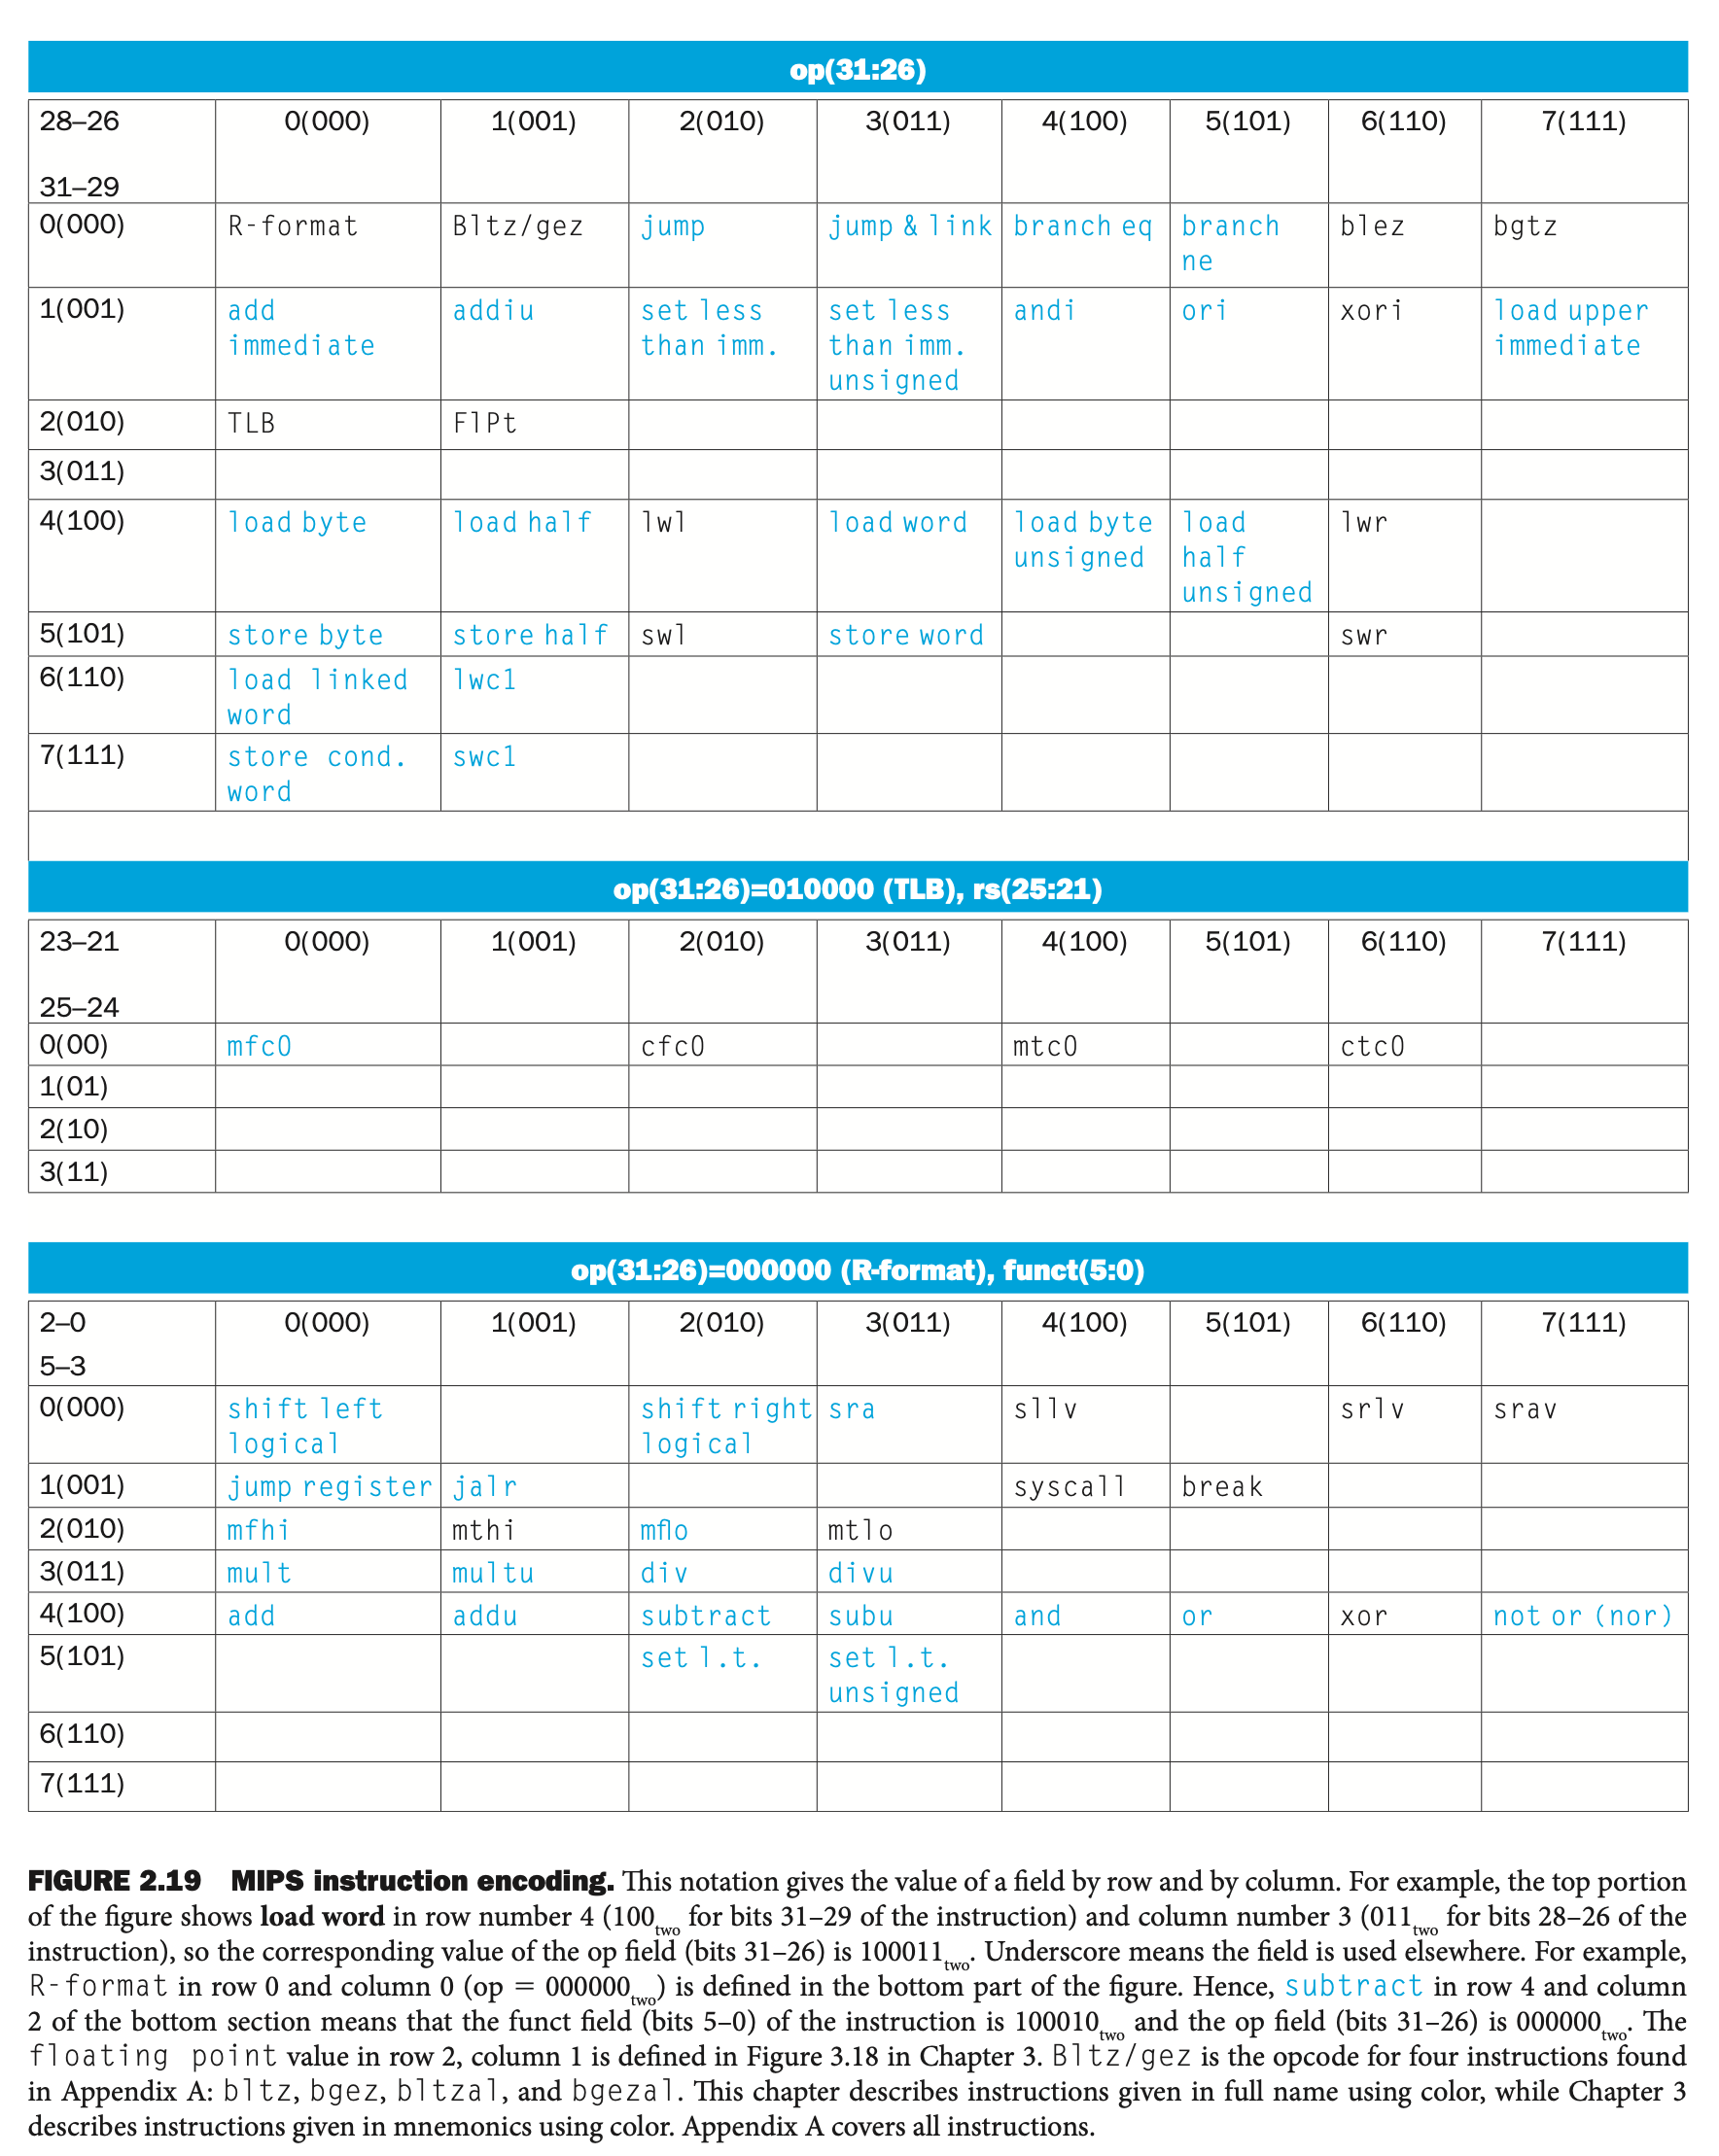 op(31:26)
28–26 0(000) 1(001) 2(010) 3(011) 4(100) 5(101) 6(110) 7(111)
31–29
0(000) R-format Bltz/gez jump jump & link branch eq branch blez bgtz
ne
1(001) add addiu set less set less andi ori xori load upper
immediate than imm. than imm. immediate
unsigned
2(010) TLB FlPt
3(011)
4(100) load byte load half lwl load word load byte load lwr
unsigned half
unsigned
5(101) store byte store half swl store word swr
6(110) load linked lwc1
word
7(111) store cond. swc1
word
op(31:26)=010000 (TLB), rs(25:21)
23–21 0(000) 1(001) 2(010) 3(011) 4(100) 5(101) 6(110) 7(111)
25–24
0(00) mfc0 cfc0 mtc0 ctc0
1(01)
2(10)
3(11)
op(31:26)=000000 (R-format), funct(5:0)
2–0 0(000) 1(001) 2(010) 3(011) 4(100) 5(101) 6(110) 7(111)
5–3
0(000) shift left shift right sra sllv srlv srav
logical logical
1(001) jump register jalr syscall break
2(010) mfhi mthi mflo mtlo
3(011) mult multu div divu
4(100) add addu subtract subu and or xor not or (nor)
5(101) set l.t. set l.t.
unsigned
6(110)
7(111)
FIGURE 2.19 MIPS instruction encoding. This notation gives the value of a field by row and by column. For example, the top portion
of the figure shows load word in row number 4 (100two for bits 31–29 of the instruction) and column number 3 (011two for bits 28–26 of the
instruction), so the corresponding value of the op field (bits 31–26) is 100011two. Underscore means the field is used elsewhere. For example,
R-format in row 0 and column 0 (op = 000000two) is defined in the bottom part of the figure. Hence, subtract in row 4 and column
2 of the bottom section means that the funct field (bits 5–0) of the instruction is 100010two and the op field (bits 31–26) is 000000two. The
floating point value in row 2, column 1 is defined in Figure 3.18 in Chapter 3. Bltz/gez is the opcode for four instructions found
in Appendix A: bltz, bgez, bltzal, and bgezal. This chapter describes instructions given in full name using color, while Chapter 3
describes instructions given in mnemonics using color. Appendix A covers all instructions.